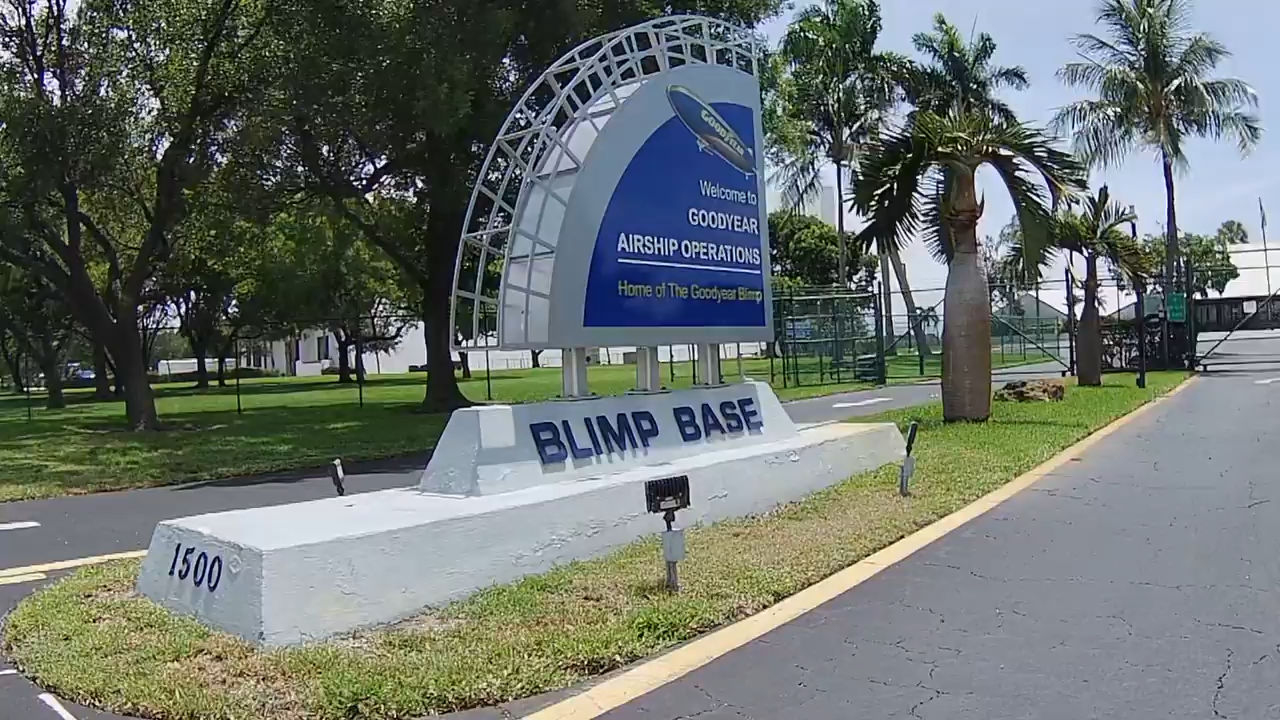 GOODYEAR
Welcome to
GOODYEAR
AIRSHIP OPERATIONS
Home of The Goodyear Blimp
BLIMP BASE
1500